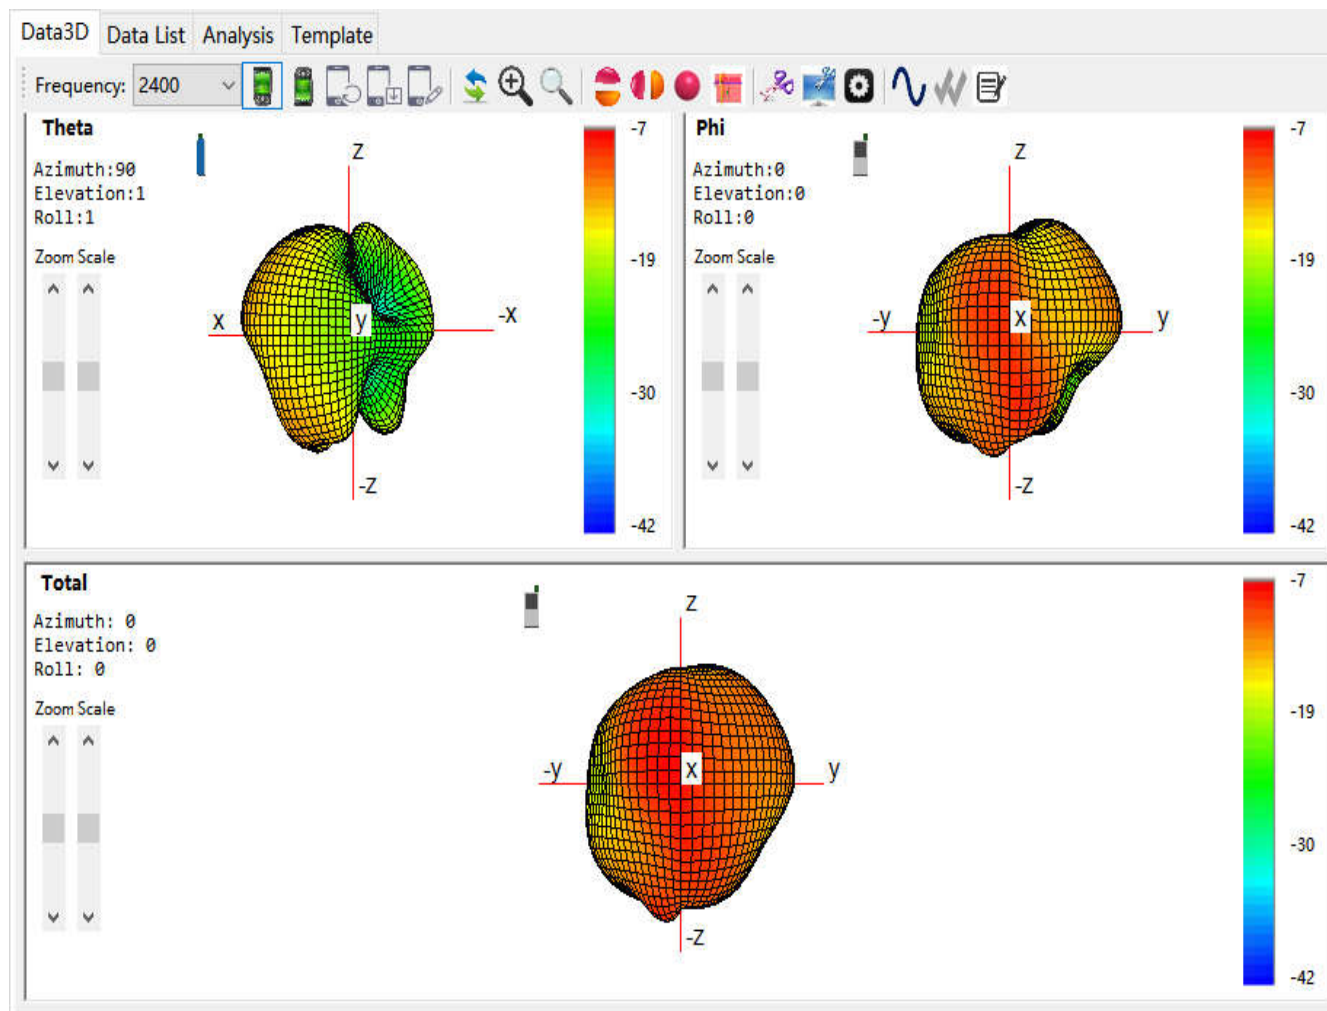 Data3D Data List Analysis Template
Frequency: 2400
Theta
Azimuth:90
Elevation:1
Roll:1
Zoom Scale
Z
X
y
-X
-Z
-7
-19
-30
-42
Phi
Azimuth:0
Elevation:0
Roll:0
Zoom Scale
Z
-y
X
y
-Z
-7
-19
-30
-42
Total
Azimuth: 0
Elevation: 0
Roll: 0
Zoom Scale
Z
-y
X
y
-Z
-7
-19
-30
-42